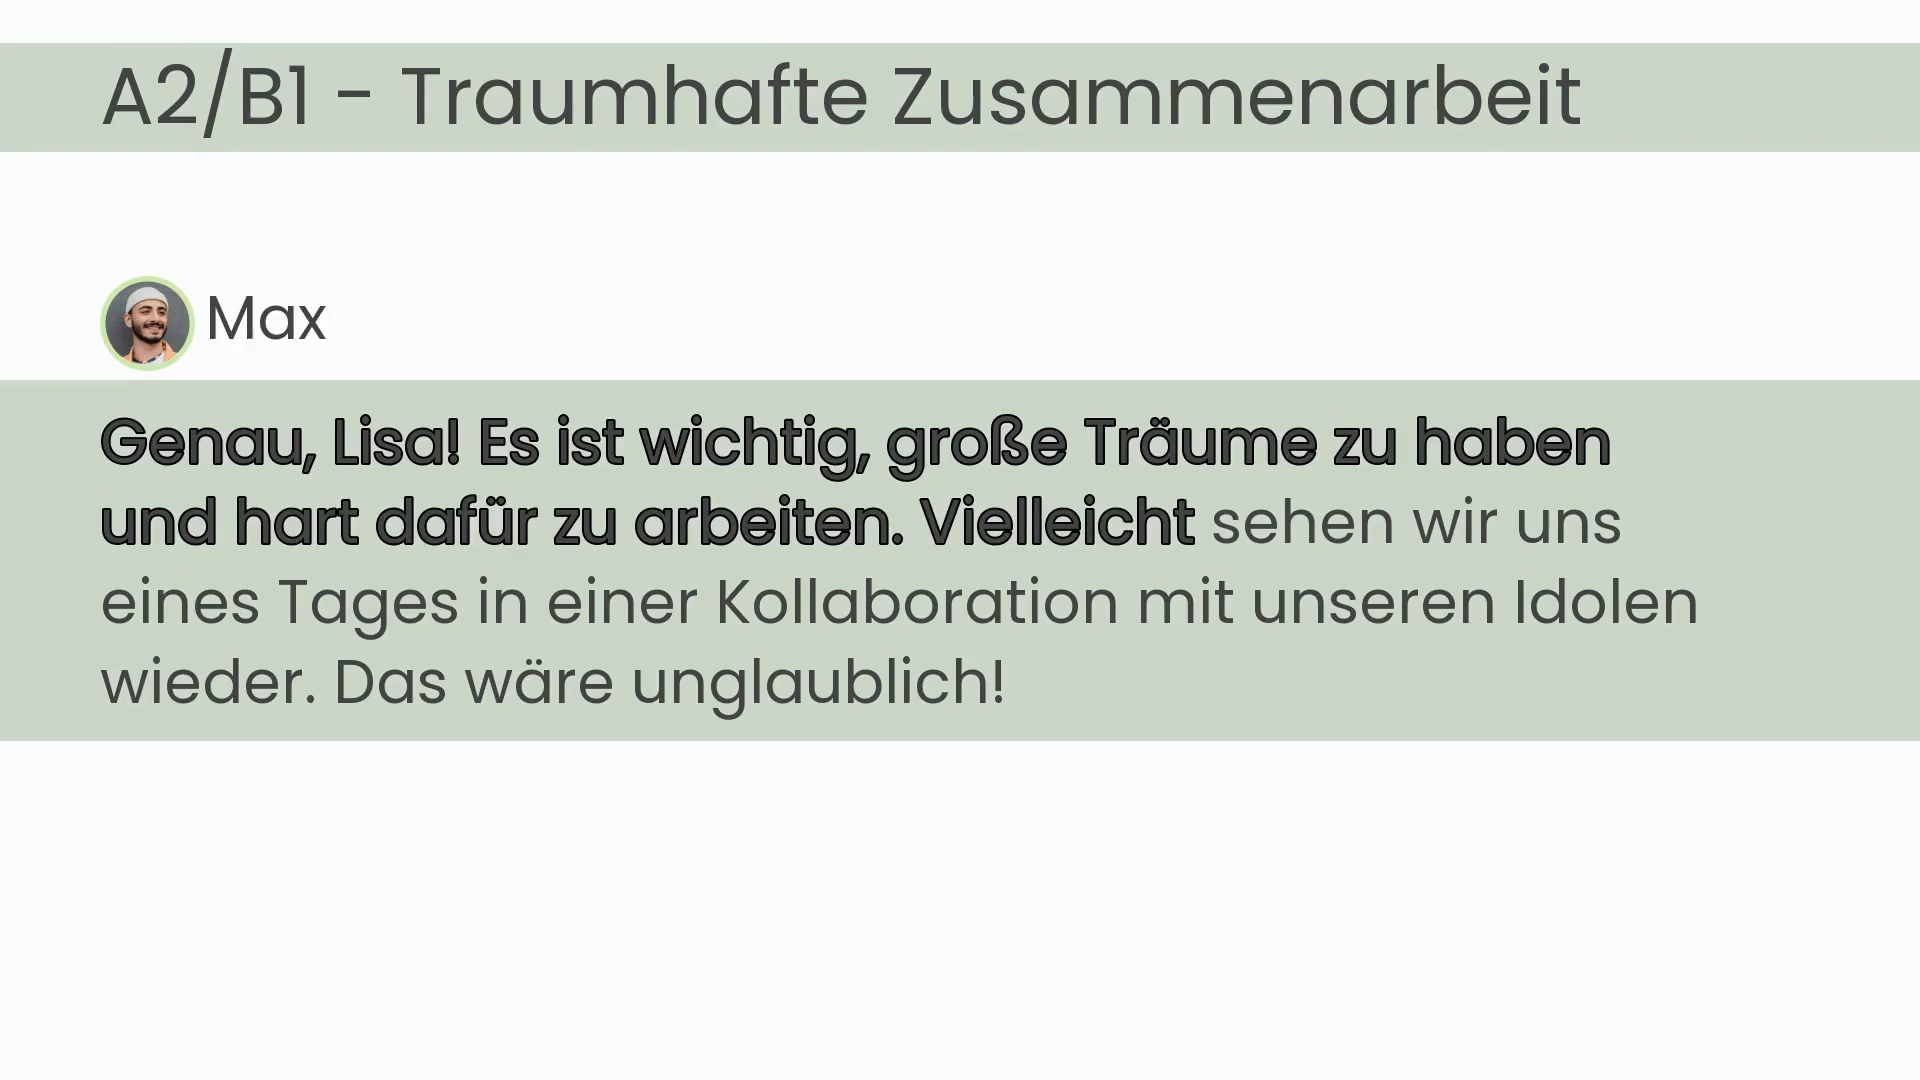 A2/B1 - Traumhafte Zusammenarbeit
Max
Genau, Lisa! Es ist wichtig, große Träume zu haben
und hart dafür zu arbeiten. Vielleicht sehen wir uns
eines Tages in einer Kollaboration mit unseren Idolen
wieder. Das wäre unglaublich!